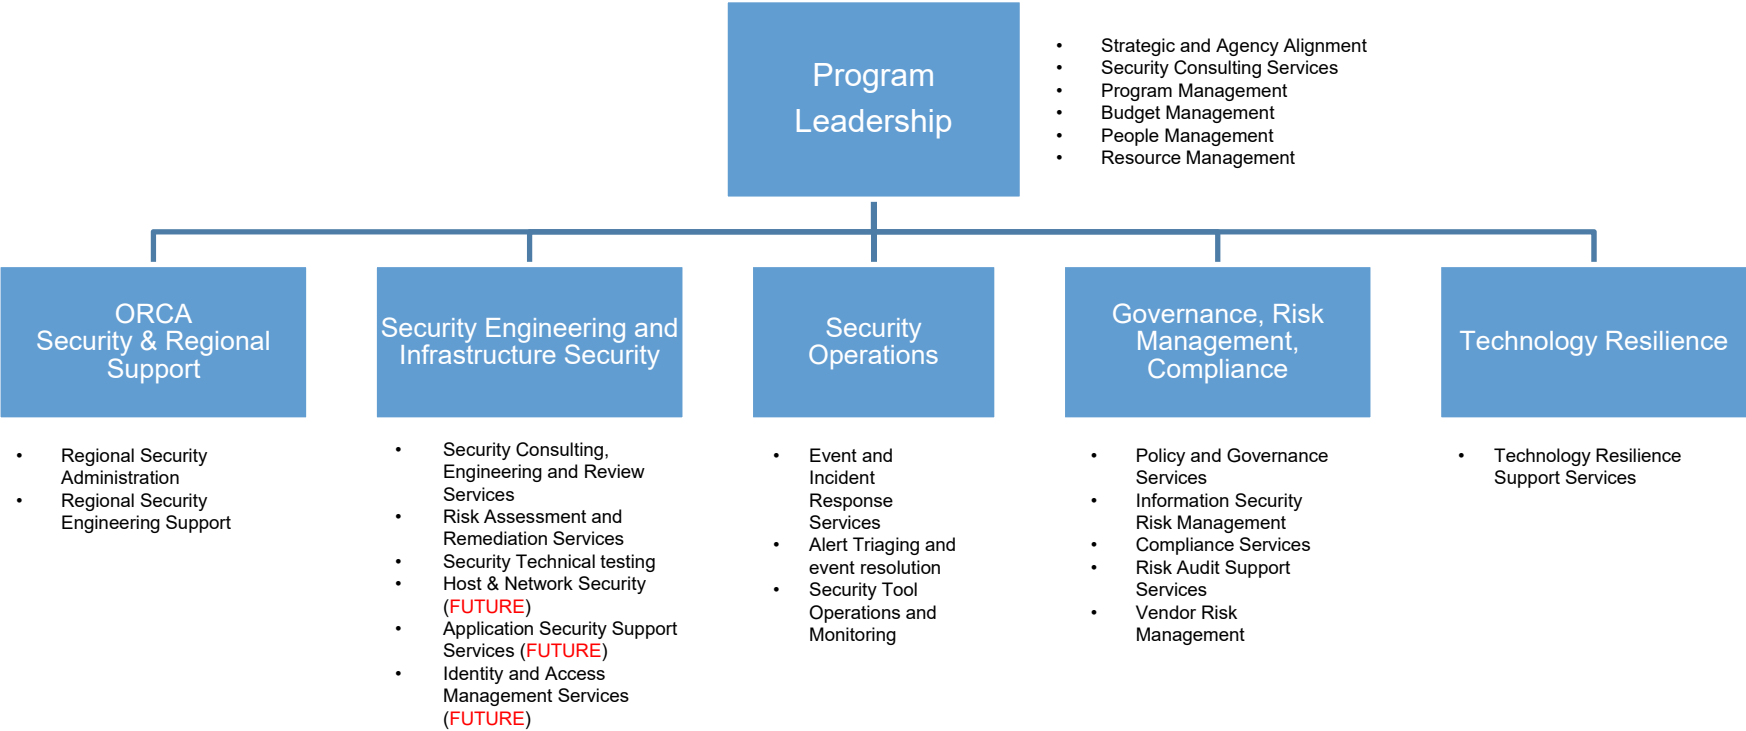 Program
Leadership
• Strategic and Agency Alignment
• Security Consulting Services
• Program Management
• Budget Management
• People Management
• Resource Management
ORCA
Security & Regional
Support
Security Engineering and
Infrastructure Security
Security
Operations
Governance, Risk
Management,
Compliance
Technology Resilience
• Regional Security
Administration
• Regional Security
Engineering Support
• Security Consulting,
Engineering and Review
Services
• Risk Assessment and
Remediation Services
• Security Technical testing
• Host & Network Security
(FUTURE)
• Application Security Support
Services (FUTURE)
• Identity and Access
Management Services
(FUTURE)
• Event and
Incident
Response
Services
• Alert Triaging and
event resolution
• Security Tool
Operations and
Monitoring
• Policy and Governance
Services
• Information Security
Risk Management
• Compliance Services
• Risk Audit Support
Services
• Vendor Risk
Management
• Technology Resilience
Support Services